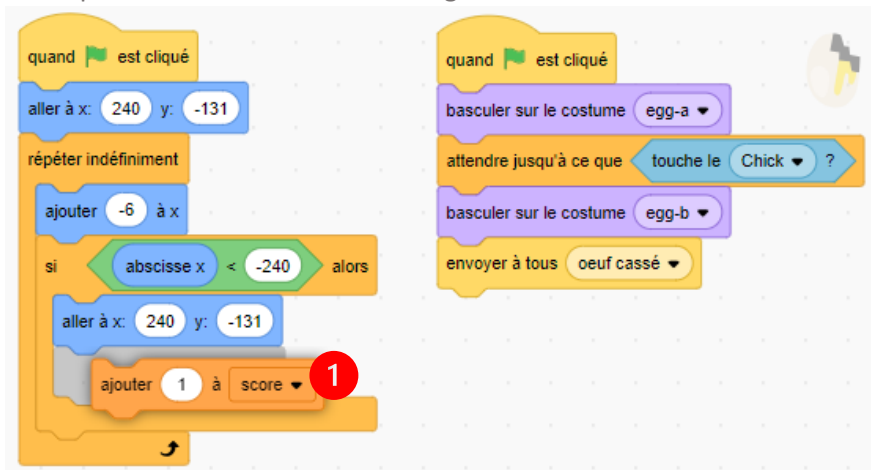 quand est cliqué
aller à x: 240 y: -131
répéter indéfiniment
ajouter -6 à x
si abscisse x < -240 alors
aller à x: 240 y: -131
ajouter 1 à score
1
quand est cliqué
basculer sur le costume egg-a
attendre jusqu'à ce que touche le Chick ?
basculer sur le costume egg-b
envoyer à tous oeuf cassé